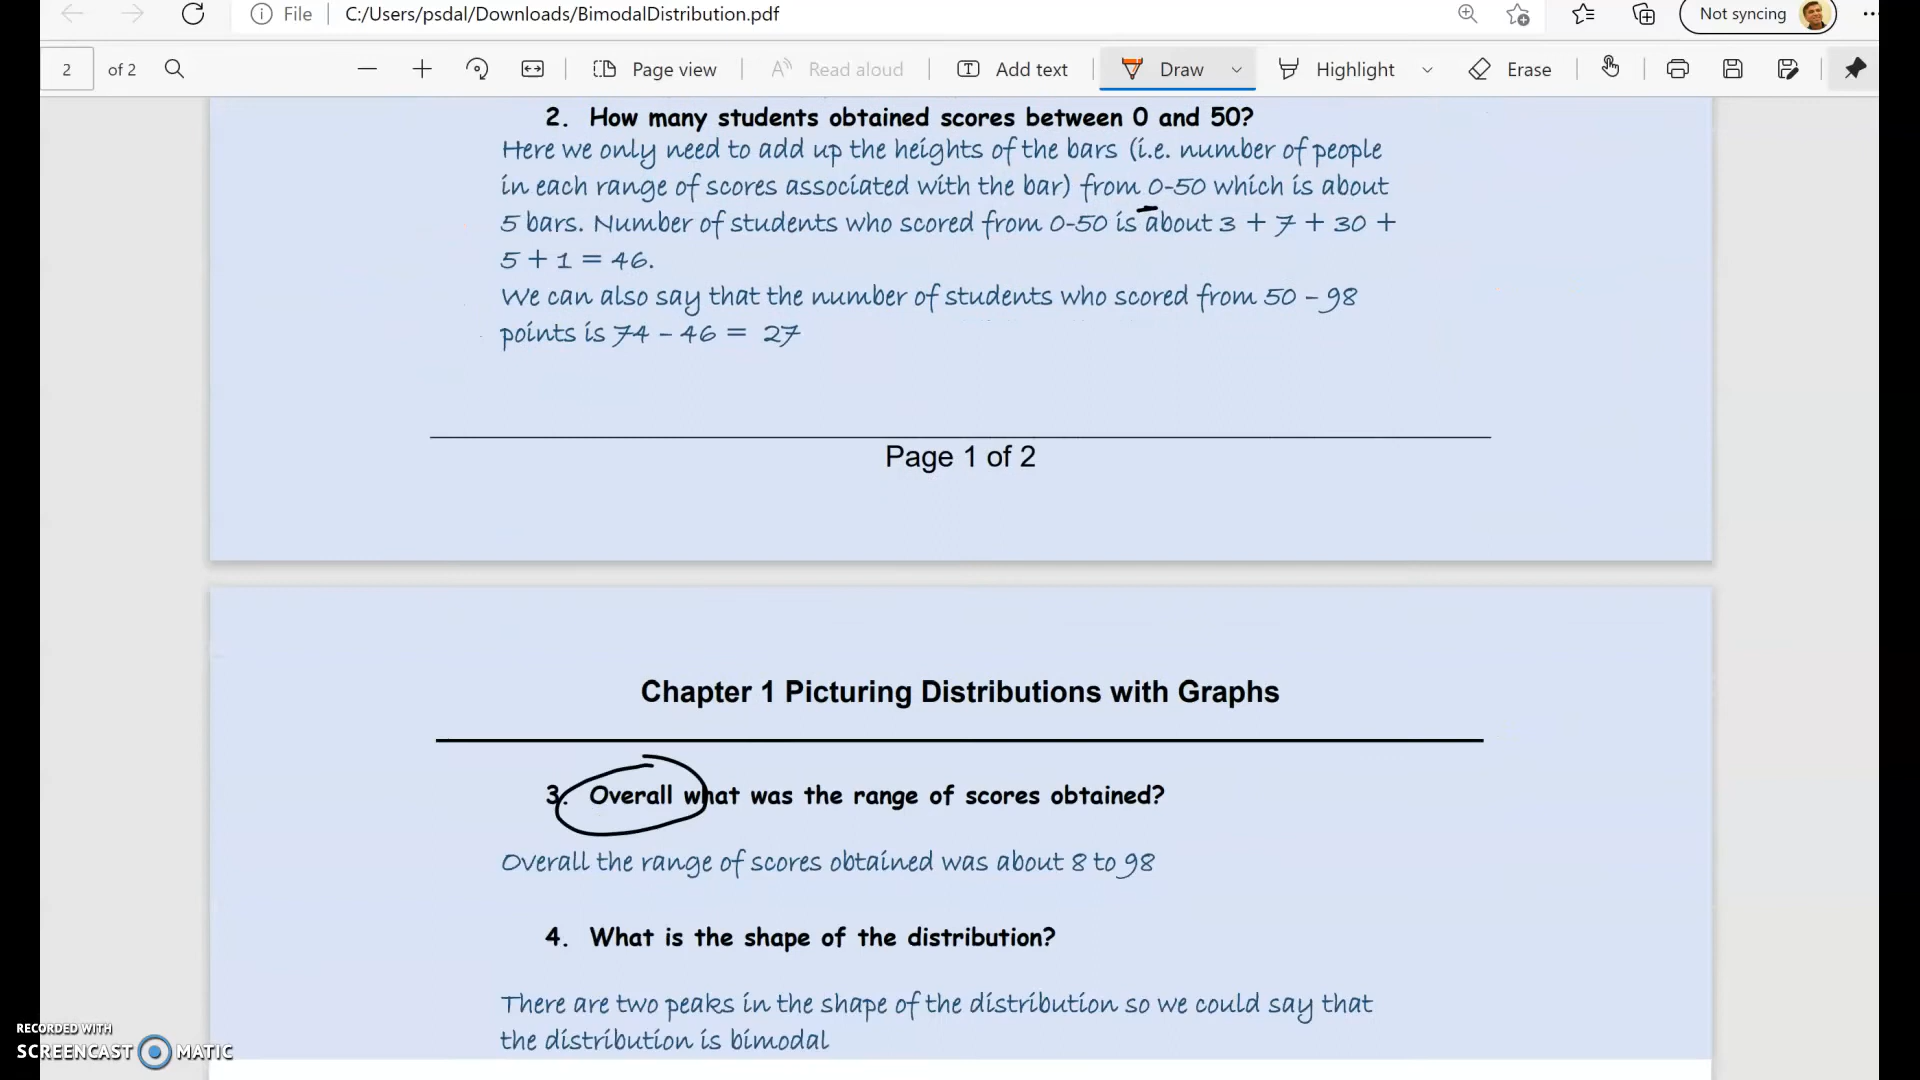 File
C:/Users/psdal/Downloads/BimodalDistribution.pdf
Not syncing
2 of 2
Page view
Read aloud
Add text
Draw
Highlight
Erase
2. How many students obtained scores between 0 and 50?
Here we only need to add up the heights of the bars (i.e. number of people
in each range of scores associated with the bar) from 0-50 which is about
5 bars. Number of students who scored from 0-50 is about 3 + 7 + 30 +
5 + 1 = 46.
We can also say that the number of students who scored from 50 – 98
points is 74 – 46 = 27
Page 1 of 2
Chapter 1 Picturing Distributions with Graphs
3. Overall what was the range of scores obtained?
Overall the range of scores obtained was about 8 to 98
4. What is the shape of the distribution?
There are two peaks in the shape of the distribution so we could say that
the distribution is bimodal
RECORDED WITH
SCREENCAST MATIC